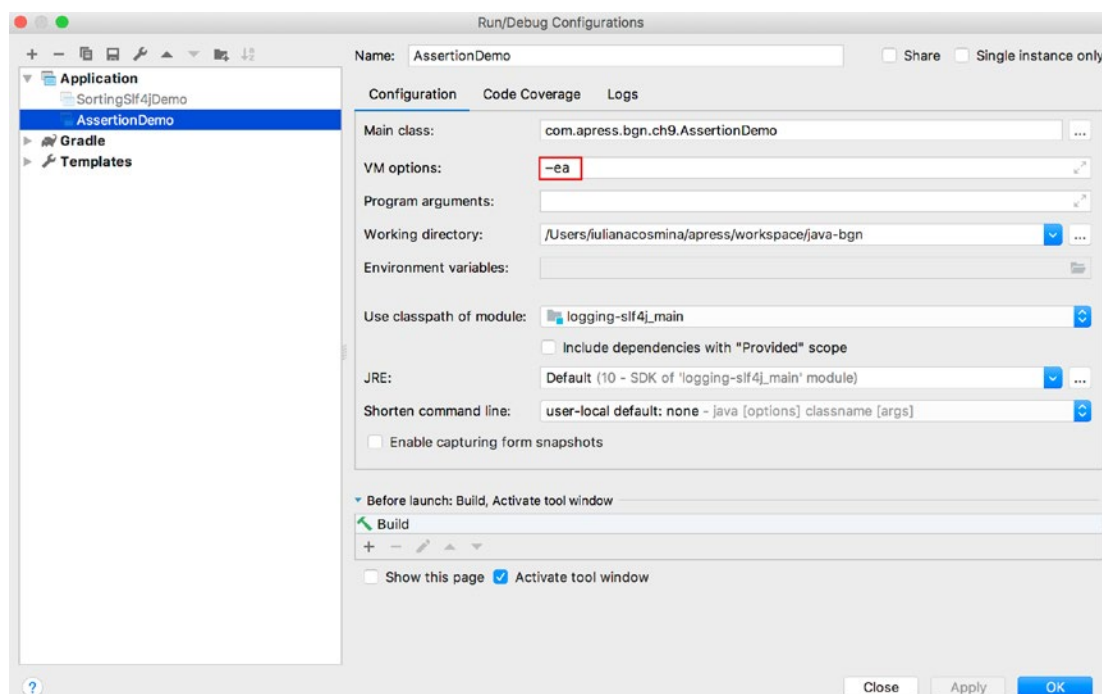 Run/Debug Configurations
Name: AssertionDemo Share Single instance only
Application
SortingSlf4jDemo
AssertionDemo
Gradle
Templates
Configuration Code Coverage Logs
Main class: com.apress.bgn.ch9.AssertionDemo ...
VM options: -ea
Program arguments:
Working directory: /Users/iulianacosmina/apress/workspace/java-bgn ...
Environment variables:
Use classpath of module: logging-slf4j_main
Include dependencies with "Provided" scope
JRE: Default (10 - SDK of 'logging-slf4j_main' module) ...
Shorten command line: user-local default: none - java [options] classname [args]
Enable capturing form snapshots
Before launch: Build, Activate tool window
Build
Show this page Activate tool window
? Close Apply OK